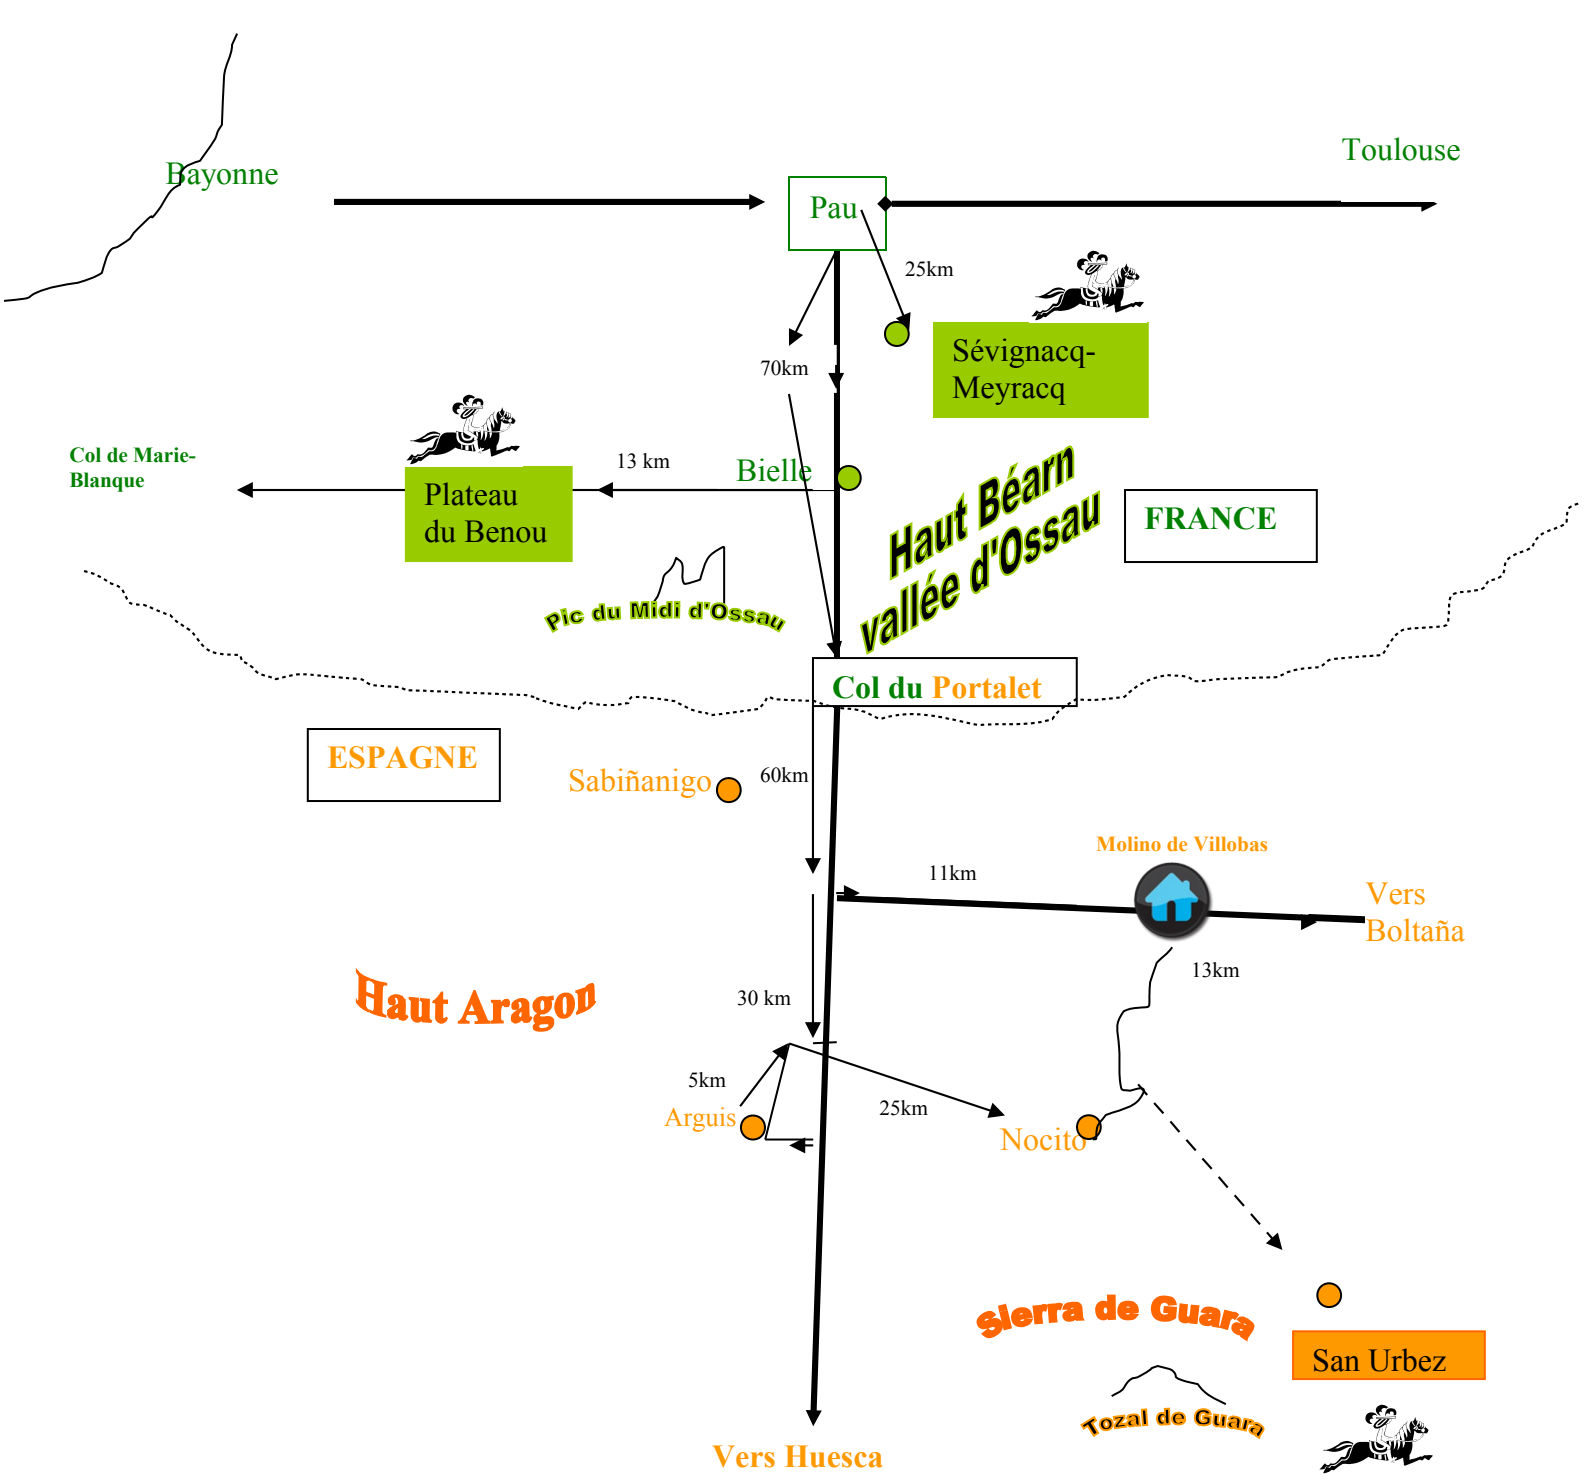 Toulouse
Bayonne
Pau
25km
Sévignacq-
Meyracq
70km
Col de Marie-
Blanque
13 km
Bielle
Plateau
du Benou
Haut Béarn
vallée d'Ossau
FRANCE
Pic du Midi d'Ossau
Col du Portalet
ESPAGNE
Sabiñanigo
60km
Molino de Villobas
11km
Vers
Boltaña
13km
Haut Aragon
30 km
5km
Arguis
25km
Nocito
Sierra de Guara
San Urbez
Tozal de Guara
Vers Huesca